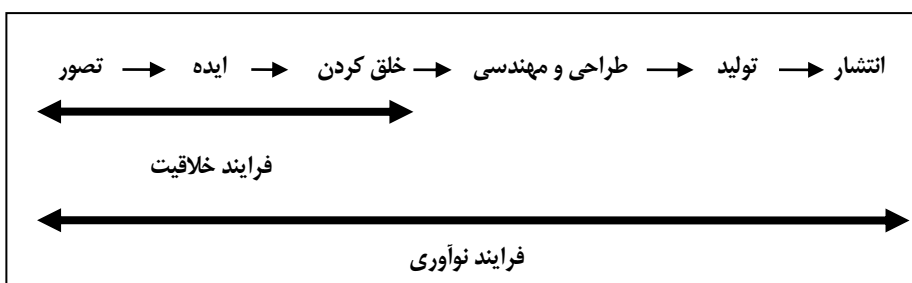 تصور → ایده → خلق کردن → طراحی و مهندسی → تولید → انتشار
فرایند خلاقیت
فرایند نوآوری